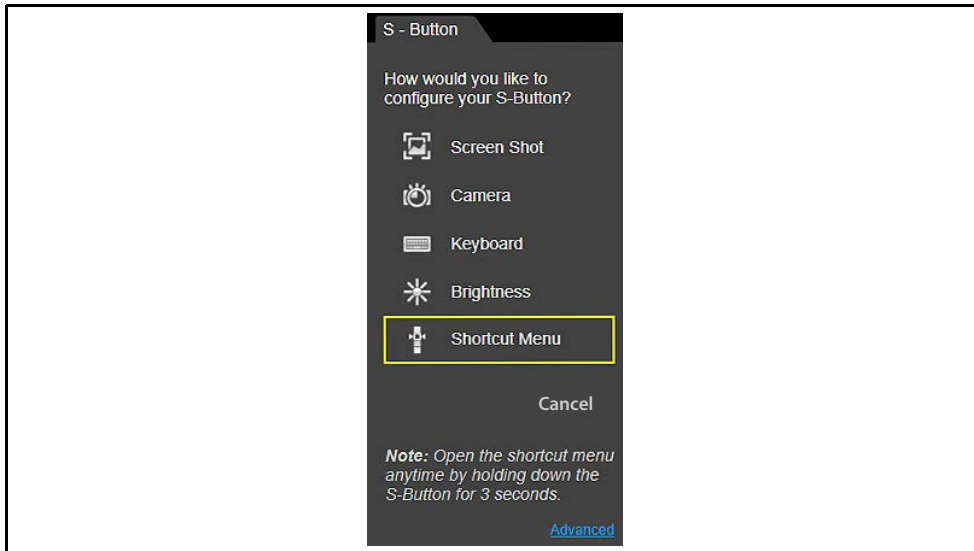 S - Button
How would you like to
configure your S-Button?
Screen Shot
Camera
Keyboard
Brightness
Shortcut Menu
Cancel
Note: Open the shortcut menu
anytime by holding down the
S-Button for 3 seconds.
Advanced